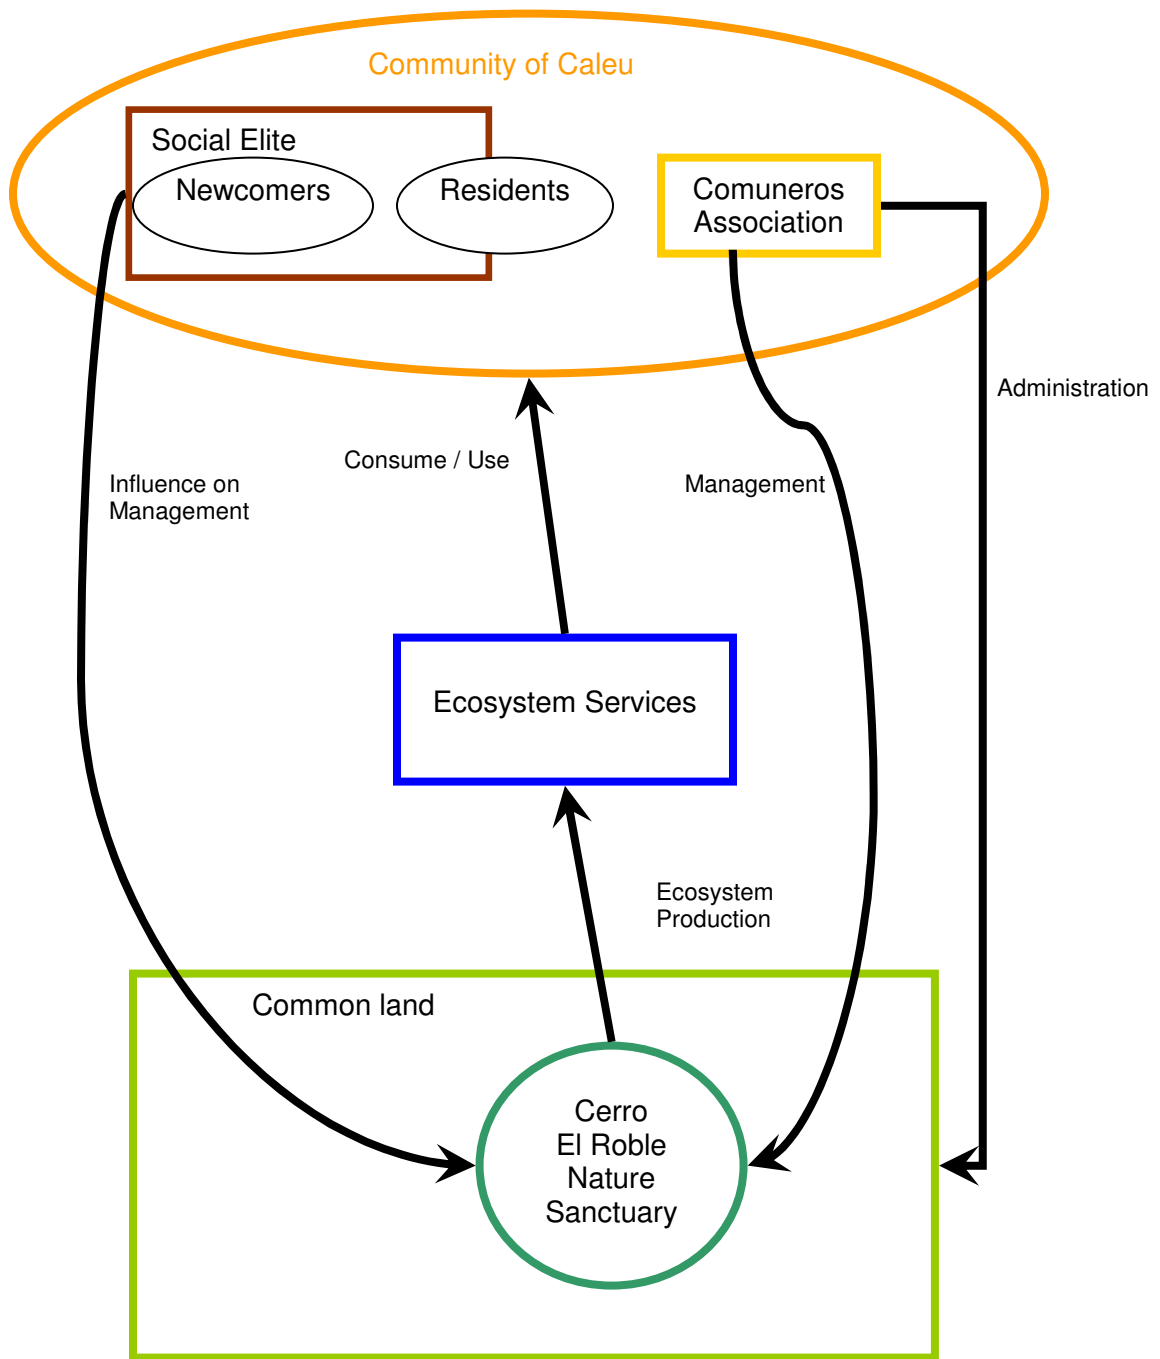 Community of Caleu
Social Elite
Newcomers
Residents
Comuneros
Association
Administration
Consume / Use
Influence on
Management
Management
Ecosystem Services
Ecosystem
Production
Common land
Cerro
El Roble
Nature
Sanctuary